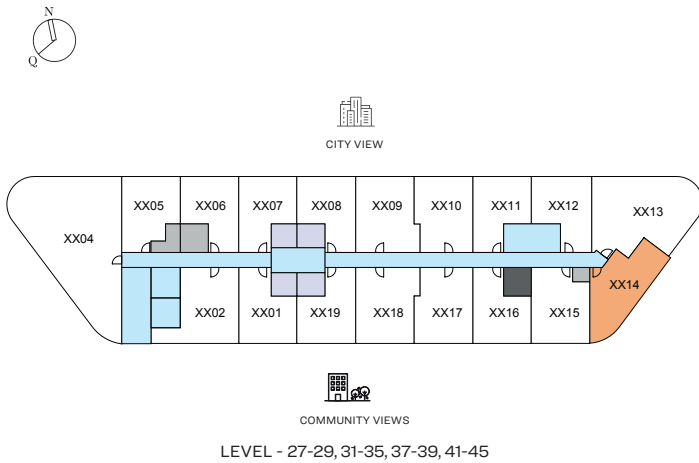 N
Q
CITY VIEW
XX05 XX06 XX07 XX08 XX09 XX10 XX11 XX12
XX04 XX13
XX14
XX02 XX01 XX19 XX18 XX17 XX16 XX15
COMMUNITY VIEWS
LEVEL - 27-29, 31-35, 37-39, 41-45